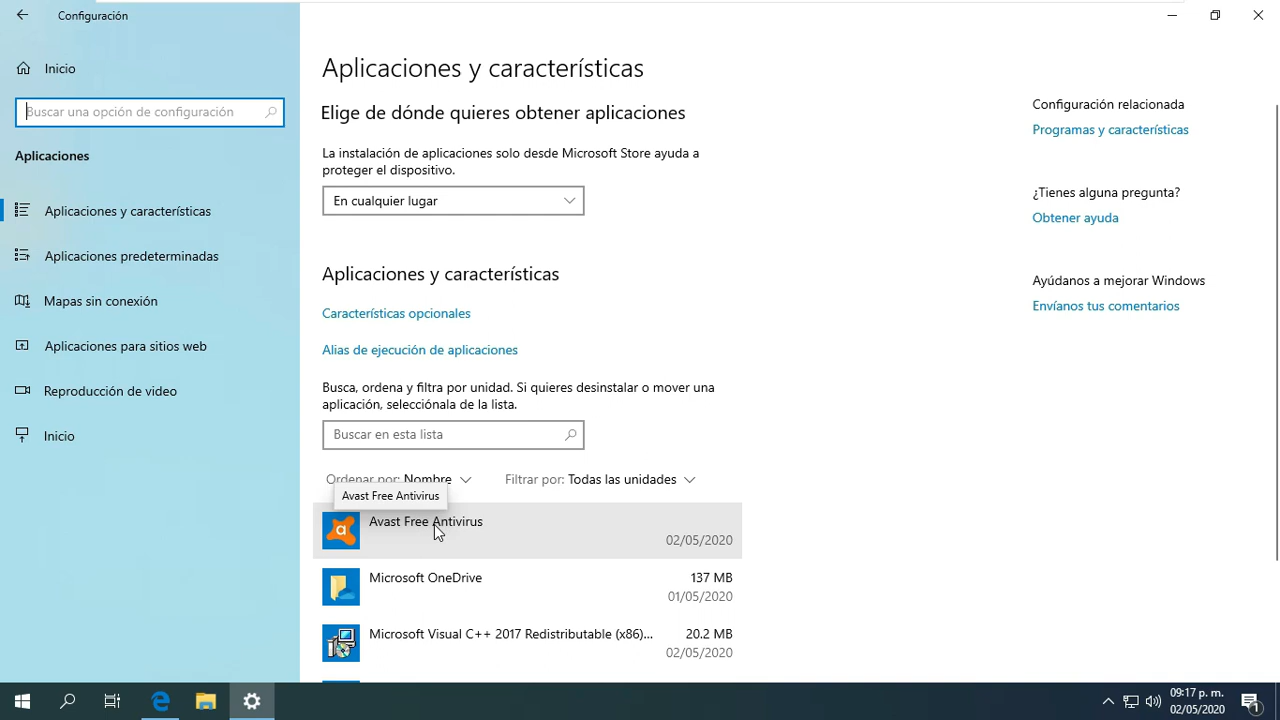 Configuración
Inicio
Buscar una opción de configuración
Aplicaciones
Aplicaciones y características
Aplicaciones predeterminadas
Mapas sin conexión
Aplicaciones para sitios web
Reproducción de video
Inicio
Aplicaciones y características
Elige de dónde quieres obtener aplicaciones
La instalación de aplicaciones solo desde Microsoft Store ayuda a
proteger el dispositivo.
En cualquier lugar
Aplicaciones y características
Características opcionales
Alias de ejecución de aplicaciones
Busca, ordena y filtra por unidad. Si quieres desinstalar o mover una
aplicación, selecciónala de la lista.
Buscar en esta lista
Ordenar por: Nombre
Filtrar por: Todas las unidades
Avast Free Antivirus
a
Avast Free Antivirus
02/05/2020
Microsoft OneDrive
137 MB
01/05/2020
Microsoft Visual C++ 2017 Redistributable (x86)...
20.2 MB
02/05/2020
Configuración relacionada
Programas y características
¿Tienes alguna pregunta?
Obtener ayuda
Ayúdanos a mejorar Windows
Envíanos tus comentarios
09:17 p. m.
02/05/2020
1